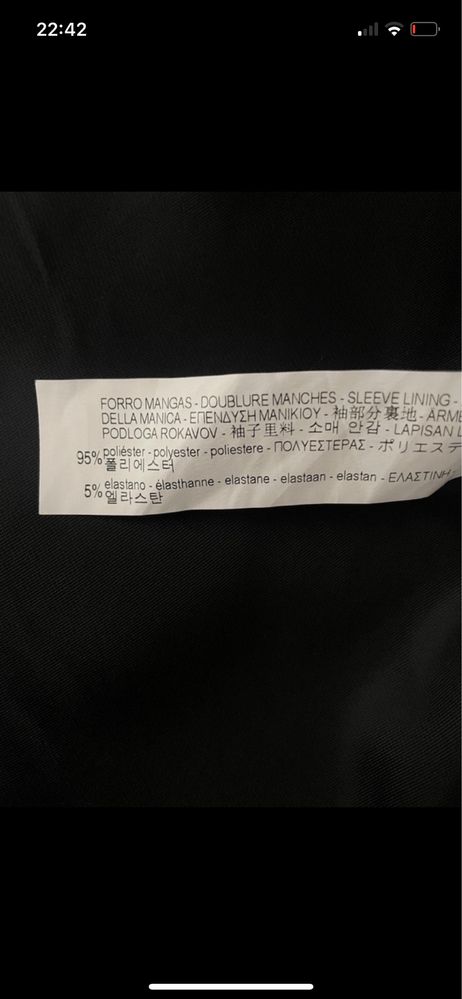 22:42
FORRO MANGAS - DOUBLURE MANCHES - SLEEVE LINING -
DELLA MANICA - ΕΠΕΝΔΥΣΗ ΜΑΝΙΚΙΟΥ - 袖部分裏地 - ARME
PODLOGA ROKAVOV - 袖子里料 - 소매 안감 - LAPISAN L
95% poliéster - polyester - poliestere - ΠΟΛΥΕΣΤΕΡΑΣ - ポリエステ
폴리에스터
5% elastano - élasthanne - elastane - elastaan - elastan - ΕΛΑΣΤΙΝΗ -
엘라스탄